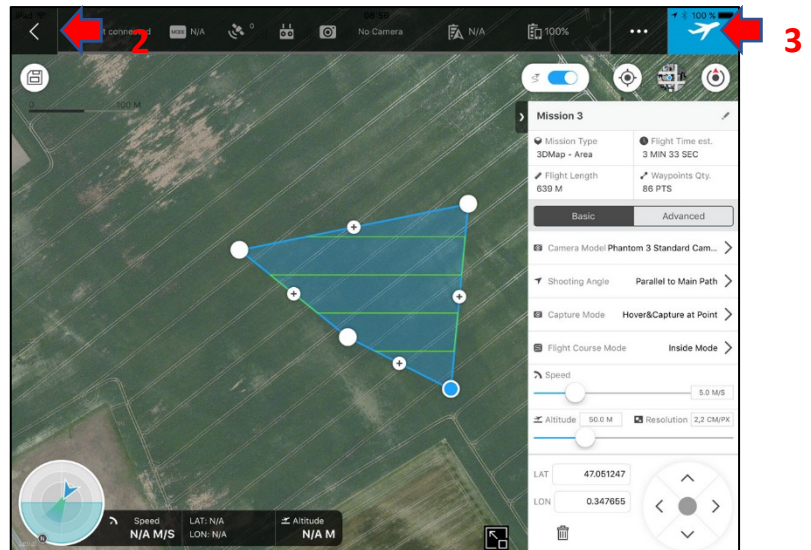 08:59
100 %
connected
MODE
N/A
0
No Camera
N/A
100%
2
3
0 100 M
Mission 3
Mission Type
Flight Time est.
3DMap - Area
3 MIN 33 SEC
Flight Length
Waypoints Qty.
639 M
86 PTS
Basic
Advanced
Camera Model Phantom 3 Standard Cam...
Shooting Angle Parallel to Main Path
Capture Mode Hover&Capture at Point
Flight Course Mode Inside Mode
Speed
5.0 M/S
Altitude 50.0 M Resolution 2,2 CM/PX
LAT 47.051247
LON 0.347655
Speed
N/A M/S
LAT: N/A
LON: N/A
Altitude
N/A M
N
Legal